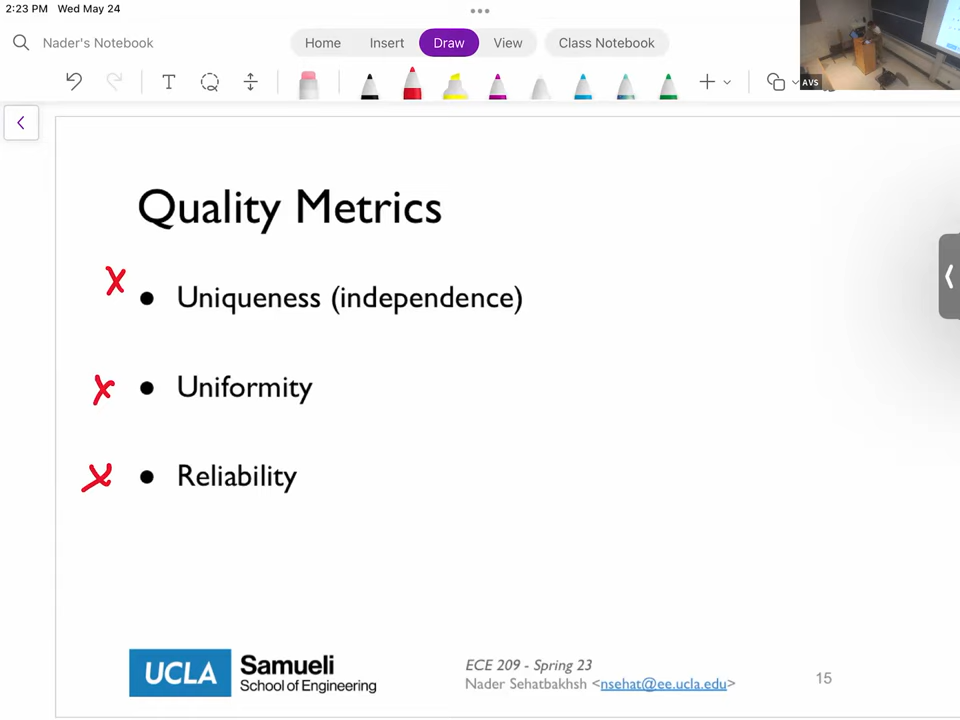 2:23 PM Wed May 24
Nader's Notebook
Home Insert Draw View Class Notebook
T
AVS
Quality Metrics
X
● Uniqueness (independence)
X ● Uniformity
X ● Reliability
UCLA Samueli
School of Engineering
ECE 209 - Spring 23
Nader Sehatbakhsh <nsehat@ee.ucla.edu>
15